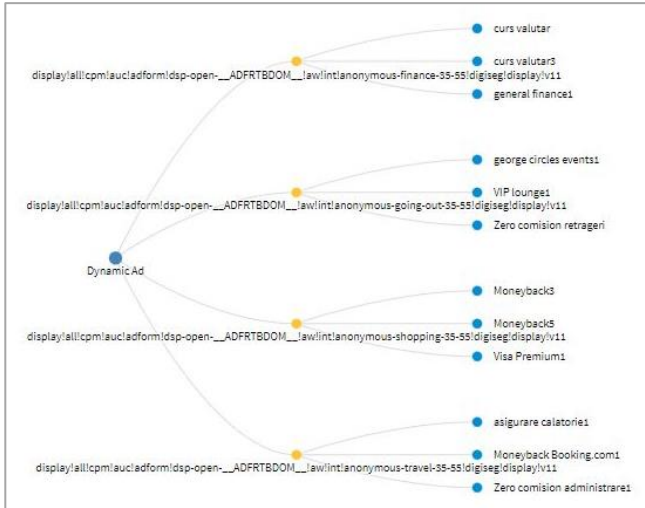 curs valutar
curs valutar3
display!all!cpm!auc!adform!dsp-open-__ADFRTBDOM__!aw!int!anonymous-finance-35-55!digiseg!display!v11
general finance1
george circles events1
VIP lounge1
display!all!cpm!auc!adform!dsp-open-__ADFRTBDOM__!aw!int!anonymous-going-out-35-55!digiseg!display!v11
Zero comision retrageri
Dynamic Ad
Moneyback3
Moneyback5
display!all!cpm!auc!adform!dsp-open-__ADFRTBDOM__!aw!int!anonymous-shopping-35-55!digiseg!display!v11
Visa Premium1
asigurare calatorie1
Moneyback Booking.com1
display!all!cpm!auc!adform!dsp-open-__ADFRTBDOM__!aw!int!anonymous-travel-35-55!digiseg!display!v11
Zero comision administrare1